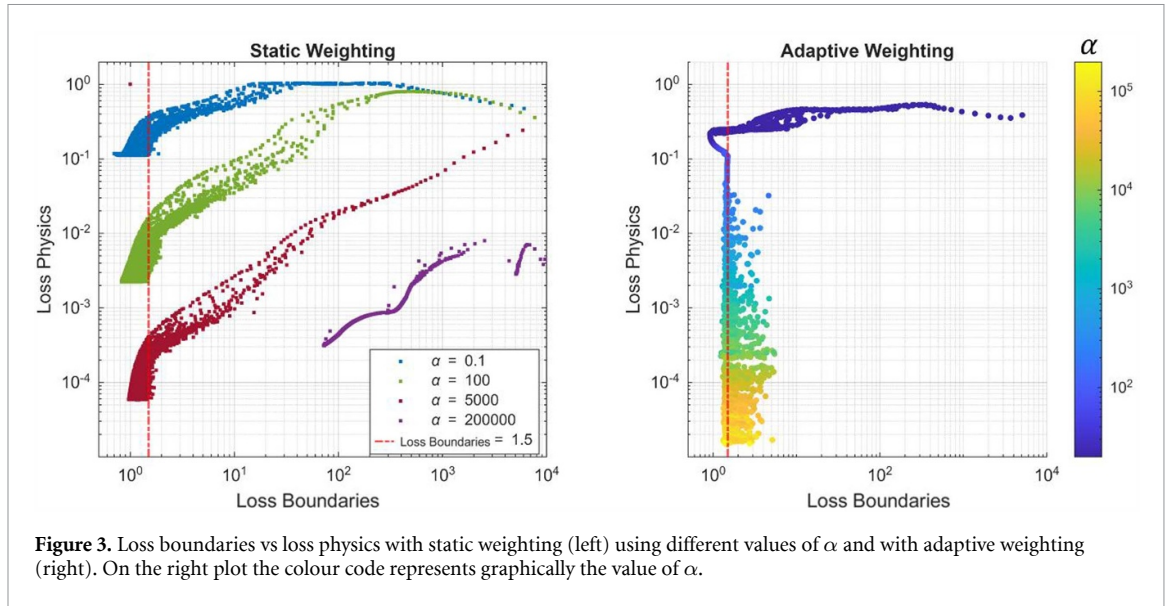 Static Weighting
Loss Physics
10⁰
10⁻¹
10⁻²
10⁻³
10⁻⁴
10⁰
10¹
10²
10³
10⁴
Loss Boundaries
α = 0.1
α = 100
α = 5000
α = 200000
Loss Boundaries = 1.5
Adaptive Weighting
Loss Physics
10⁰
10⁻¹
10⁻²
10⁻³
10⁻⁴
10⁰
10²
10⁴
Loss Boundaries
α
10⁵
10⁴
10³
10²
Figure 3. Loss boundaries vs loss physics with static weighting (left) using different values of α and with adaptive weighting
(right). On the right plot the colour code represents graphically the value of α.